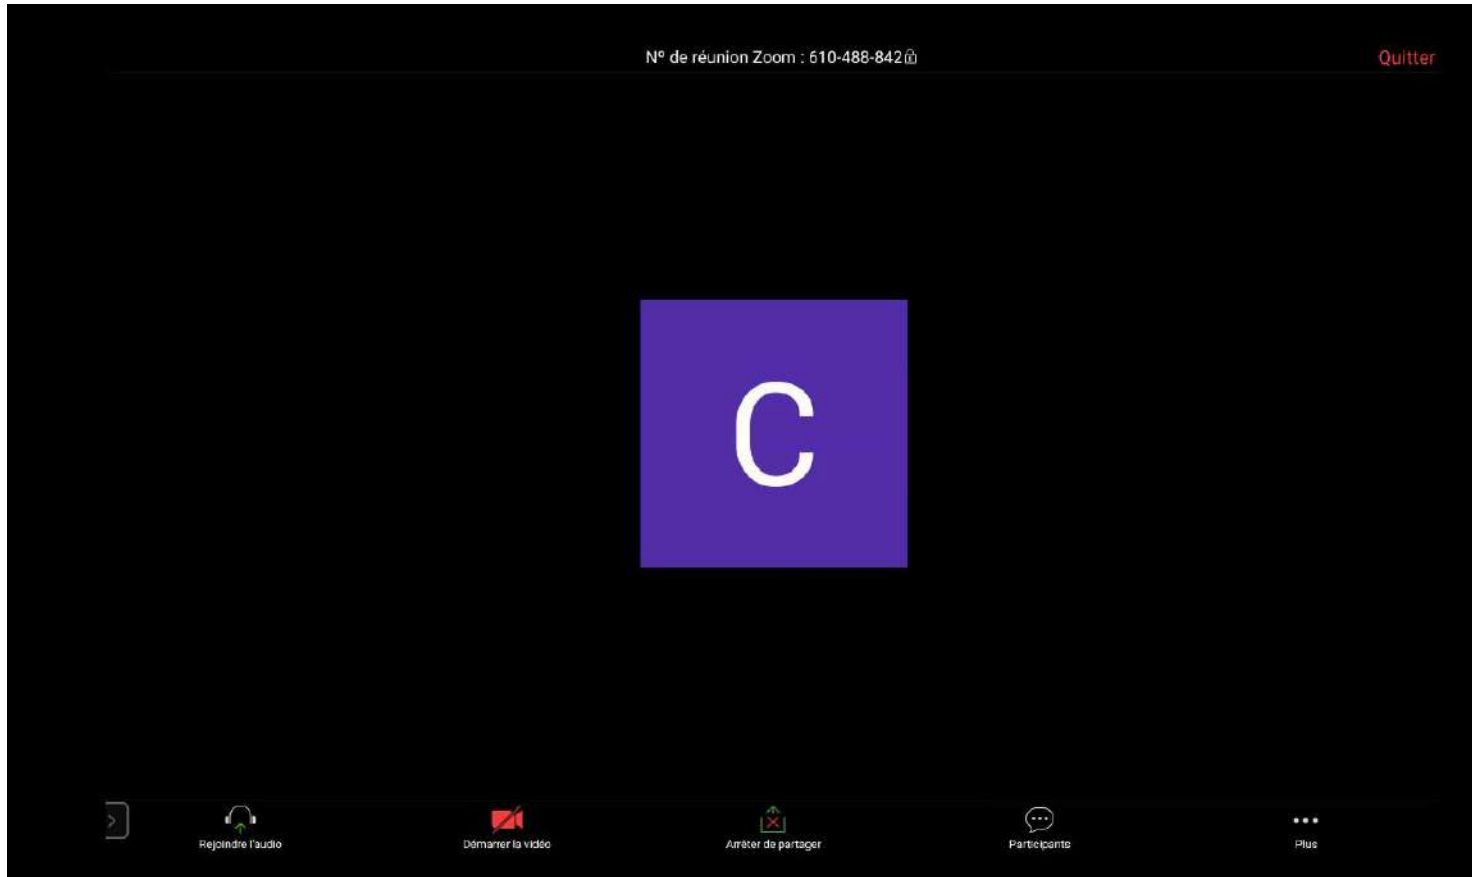 Nº de réunion Zoom : 610-488-842
Quitter
C
>
Rejoindre l'audio
Démarrer la vidéo
Arrêter de partager
Participants
Plus